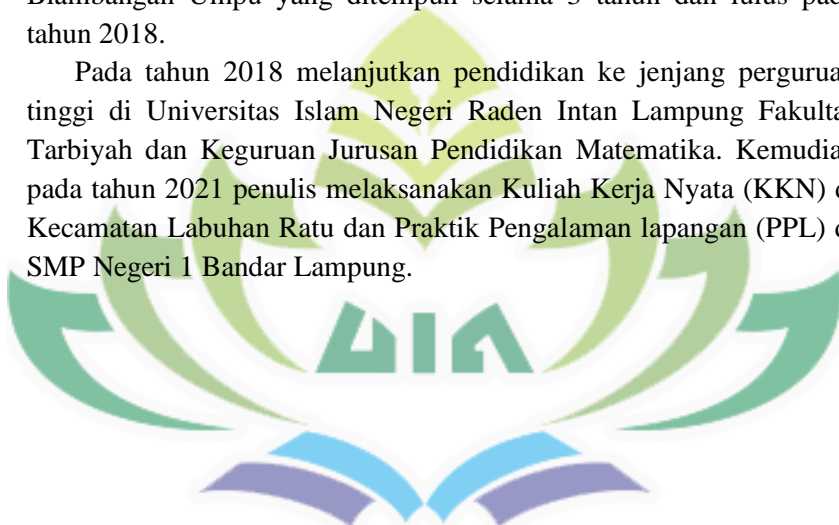 Blambangan Umpu yang ditempuh selama 3 tahun dan lulus
tahun 2018.
Pada tahun 2018 melanjutkan pendidikan ke jenjang pergurua
tinggi di Universitas Islam Negeri Raden Intan Lampung Fakulta
Tarbiyah dan Keguruan Jurusan Pendidikan Matematika. Kemudia
pada tahun 2021 penulis melaksanakan Kuliah Kerja Nyata (KKN) d
Kecamatan Labuhan Ratu dan Praktik Pengalaman lapangan (PPL) d
SMP Negeri 1 Bandar Lampung.
UIN